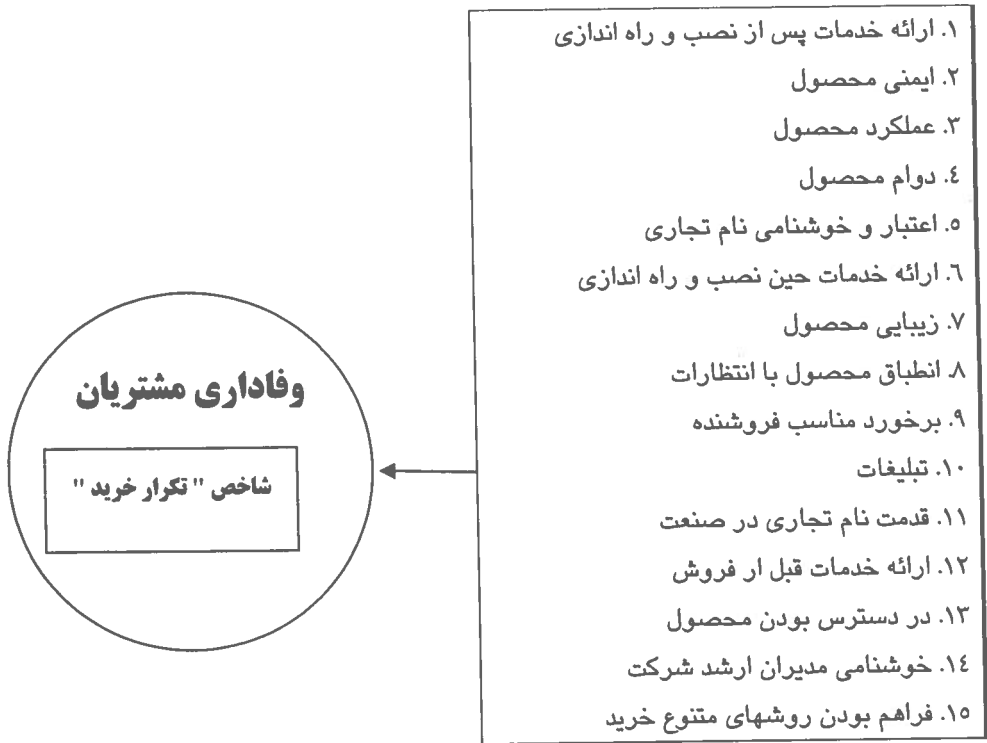 ۱. ارائه خدمات پس از نصب و راه اندازی
۲. ایمنی محصول
۳. عملکرد محصول
٤. دوام محصول
٥. اعتبار و خوشنامی نام تجاری
٦. ارائه خدمات حین نصب و راه اندازی
۷. زیبایی محصول
۸. انطباق محصول با انتظارات
۹. برخورد مناسب فروشنده
۱۰. تبلیغات
۱۱. قدمت نام تجاری در صنعت
۱۲. ارائه خدمات قبل ار فروش
۱۳. در دسترس بودن محصول
۱٤. خوشنامی مدیران ارشد شرکت
۱٥. فراهم بودن روشهای متنوع خرید
وفاداری مشتریان
شاخص " تکرار خرید "